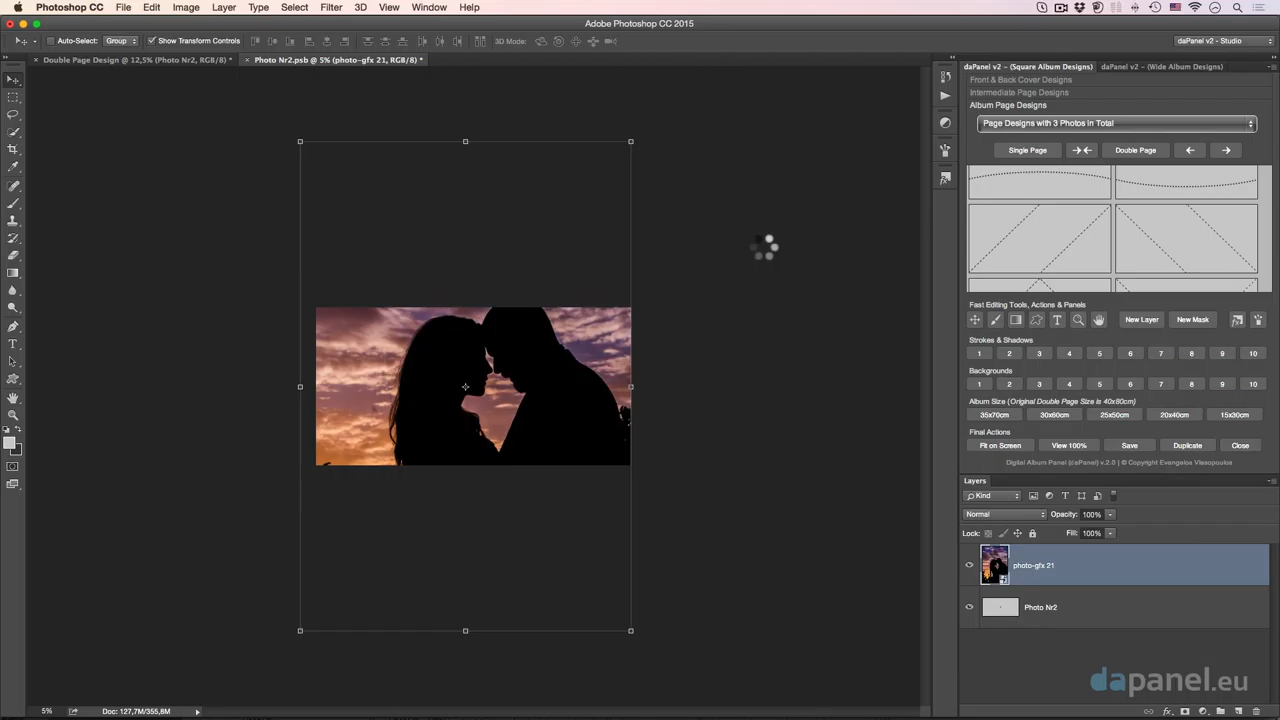 Photoshop CC File Edit Image Layer Type Select Filter 3D View Window Help
Adobe Photoshop CC 2015
Auto-Select: Group Show Transform Controls 3D Mode: daPanel v2 - Studio
Double Page Design @ 12,5% (Photo Nr2, RGB/8) * Photo Nr2.psb @ 5% (photo-gfx 21, RGB/8) *
daPanel v2 - (Square Album Designs) daPanel v2 - (Wide Album Designs)
Front & Back Cover Designs
Intermediate Page Designs
Album Page Designs
Page Designs with 3 Photos in Total
Single Page Double Page
Fast Editing Tools, Actions & Panels
New Layer New Mask
Strokes & Shadows
1 2 3 4 5 6 7 8 9 10
Backgrounds
1 2 3 4 5 6 7 8 9 10
Album Size (Original Double Page Size is 40x80cm)
35x70cm 30x60cm 25x50cm 20x40cm 15x30cm
Final Actions
Fit on Screen View 100% Save Duplicate Close
Digital Album Panel (daPanel) v.2.0 | © Copyright Evangelos Vlasopoulos
Layers
Kind
Normal Opacity: 100%
Lock: Fill: 100%
photo-gfx 21
Photo Nr2
dapanel.eu
5% Doc: 127,7M/355,8M